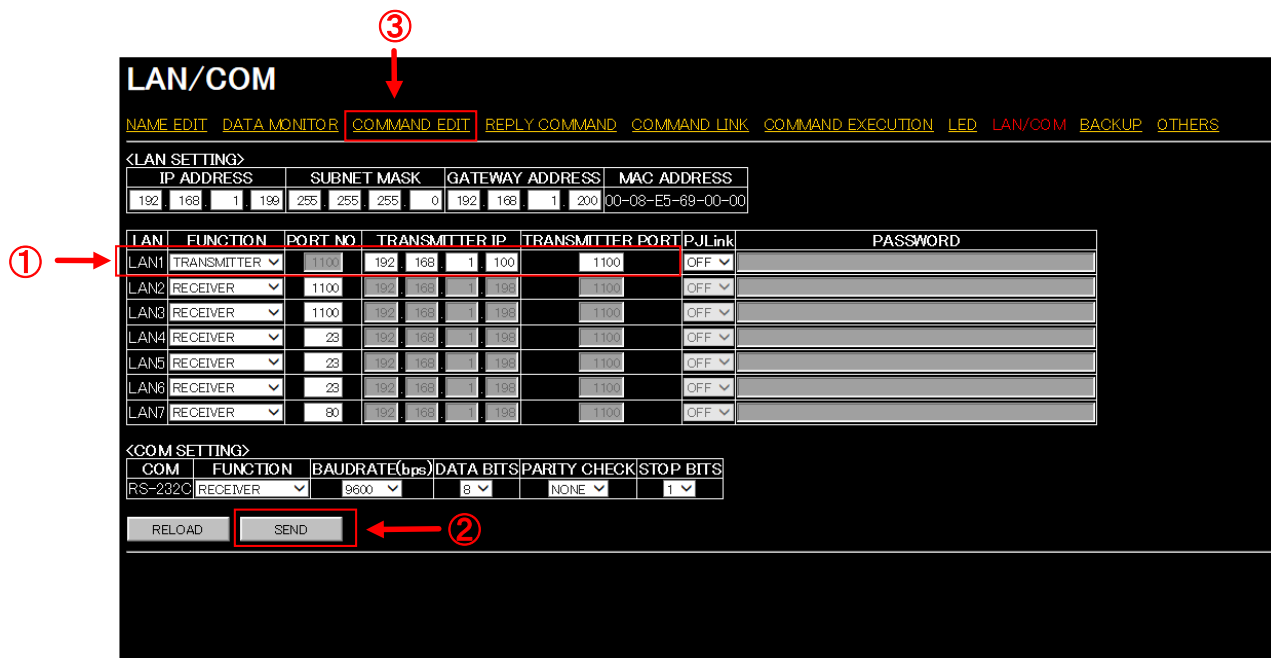 ③
LAN/COM
NAME EDIT DATA MONITOR COMMAND EDIT REPLY COMMAND COMMAND LINK COMMAND EXECUTION LED LAN/COM BACKUP OTHERS
<LAN SETTING>
IP ADDRESS SUBNET MASK GATEWAY ADDRESS MAC ADDRESS
192 . 168 . 1 . 199 255 . 255 . 255 . 0 192 . 168 . 1 . 200 00-08-E5-69-00-00
LAN FUNCTION PORT NO TRANSMITTER IP TRANSMITTER PORT PJLink PASSWORD
① LAN1 TRANSMITTER 1100 192 . 168 . 1 . 100 1100 OFF
LAN2 RECEIVER 1100 192 . 168 . 1 . 198 1100 OFF
LAN3 RECEIVER 1100 192 . 168 . 1 . 198 1100 OFF
LAN4 RECEIVER 23 192 . 168 . 1 . 198 1100 OFF
LAN5 RECEIVER 23 192 . 168 . 1 . 198 1100 OFF
LAN6 RECEIVER 23 192 . 168 . 1 . 198 1100 OFF
LAN7 RECEIVER 80 192 . 168 . 1 . 198 1100 OFF
<COM SETTING>
COM FUNCTION BAUDRATE(bps) DATA BITS PARITY CHECK STOP BITS
RS-232C RECEIVER 9600 8 NONE 1
RELOAD SEND ②